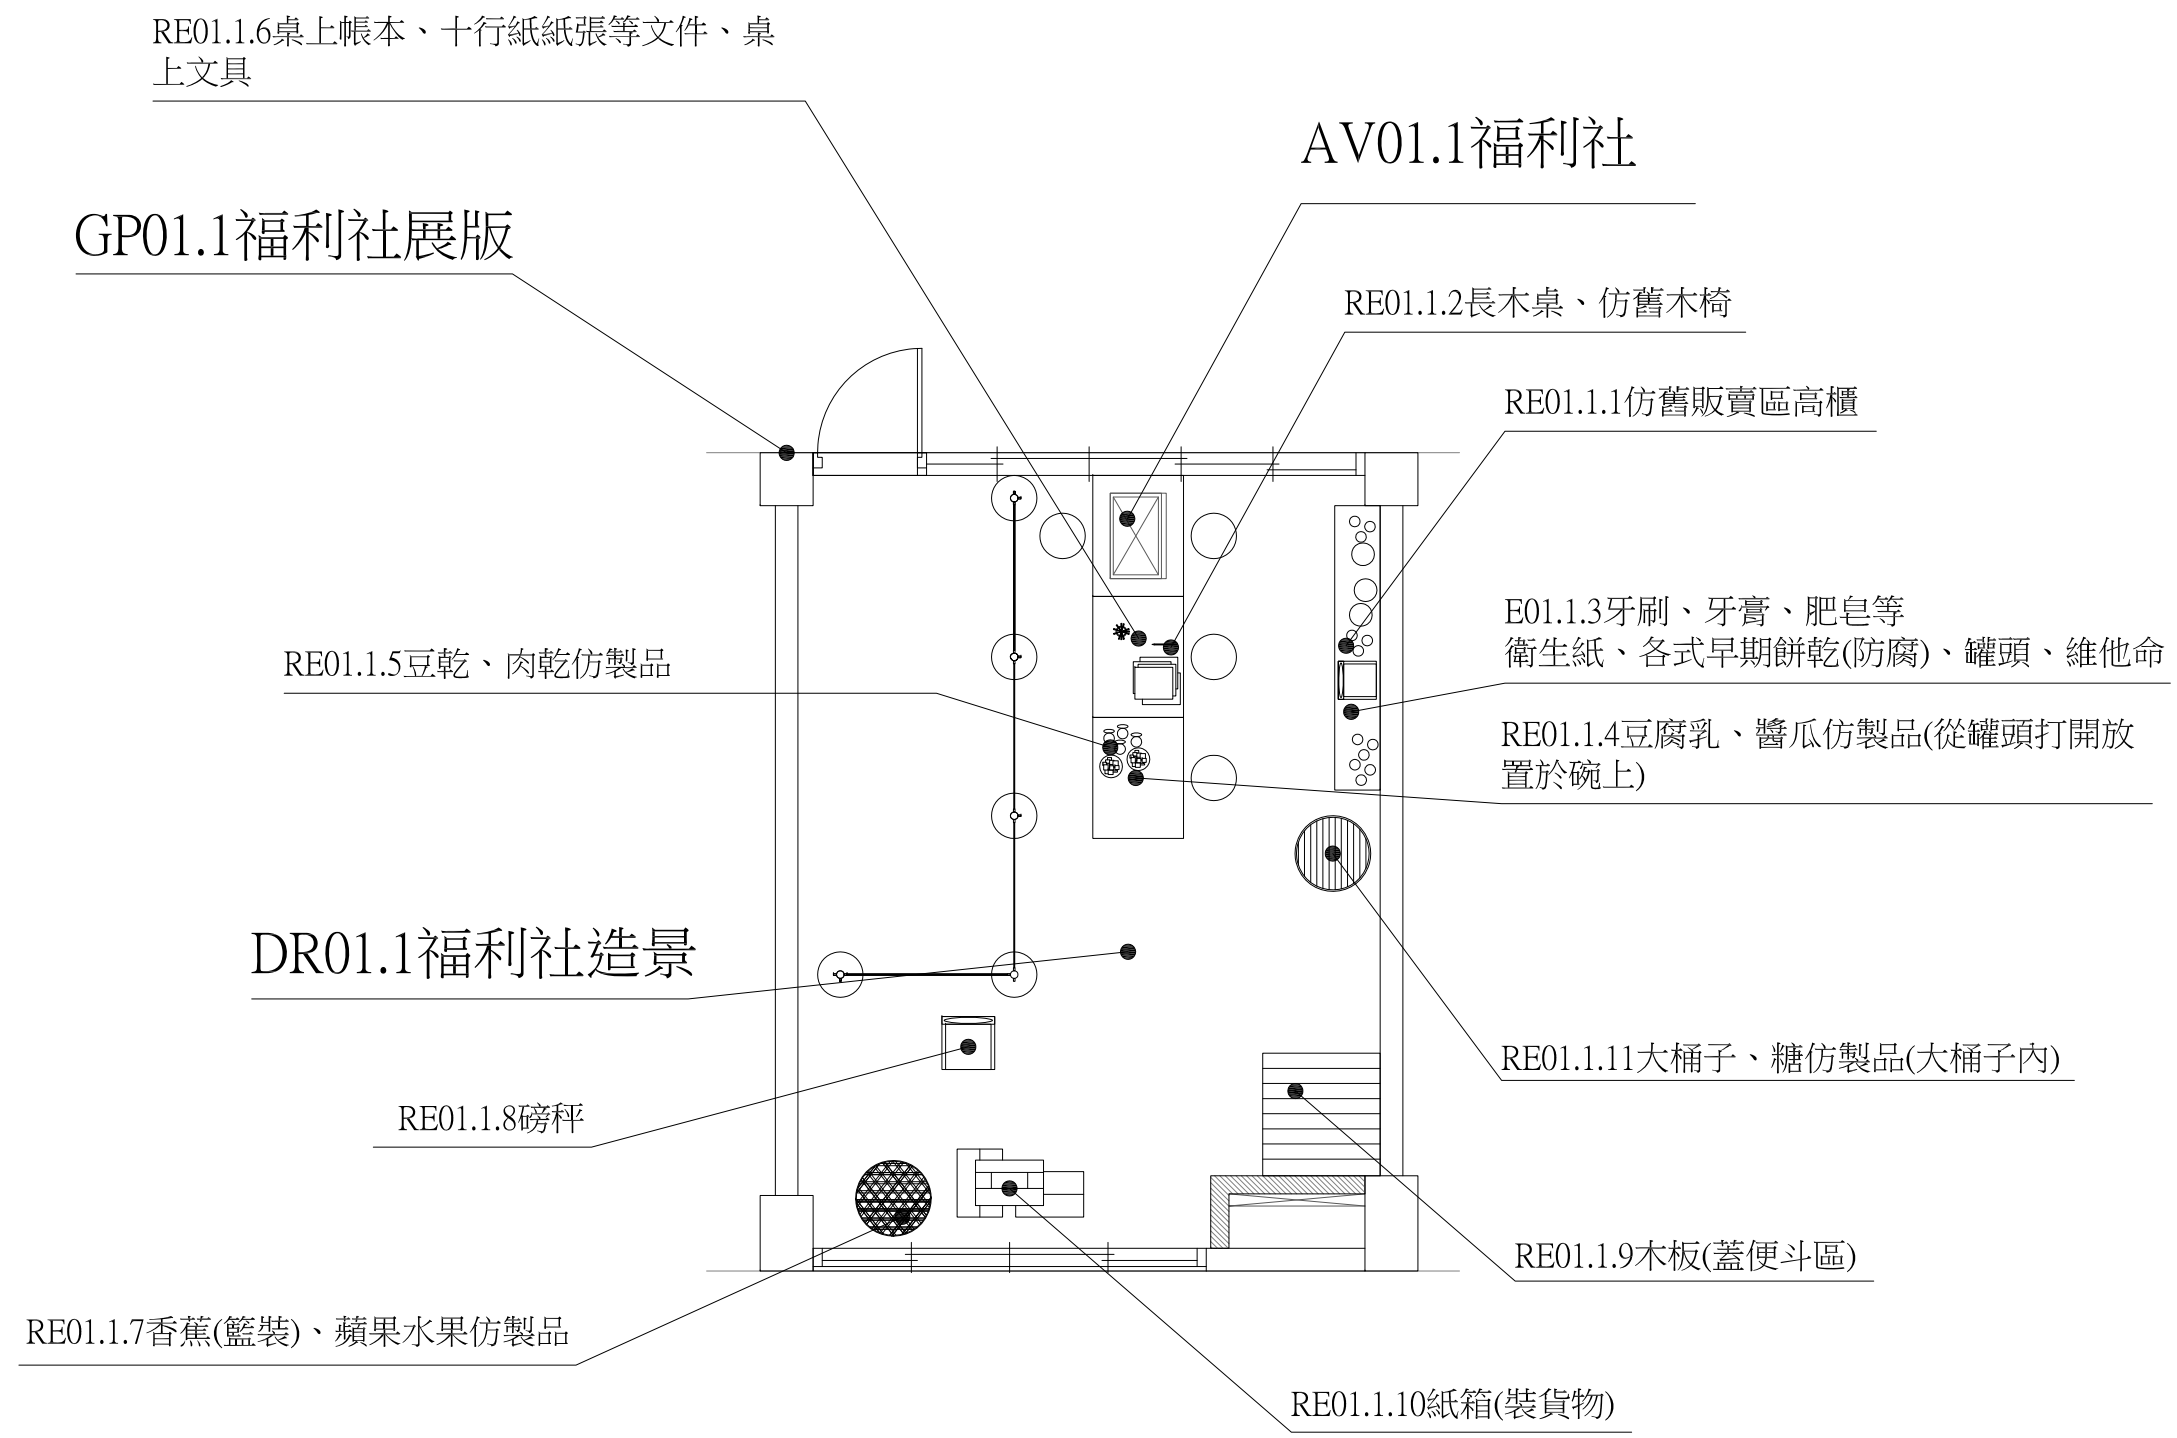 RE01.1.6桌上帳本、十行紙紙張等文件、桌
上文具
AV01.1福利社
GP01.1福利社展版
RE01.1.2長木桌、仿舊木椅
RE01.1.1仿舊販賣區高櫃
E01.1.3牙刷、牙膏、肥皂等
衛生紙、各式早期餅乾(防腐)、罐頭、維他命
RE01.1.5豆乾、肉乾仿製品
RE01.1.4豆腐乳、醬瓜仿製品(從罐頭打開放
置於碗上)
DR01.1福利社造景
RE01.1.11大桶子、糖仿製品(大桶子內)
RE01.1.8磅秤
RE01.1.9木板(蓋便斗區)
RE01.1.7香蕉(籃裝)、蘋果水果仿製品
RE01.1.10紙箱(裝貨物)